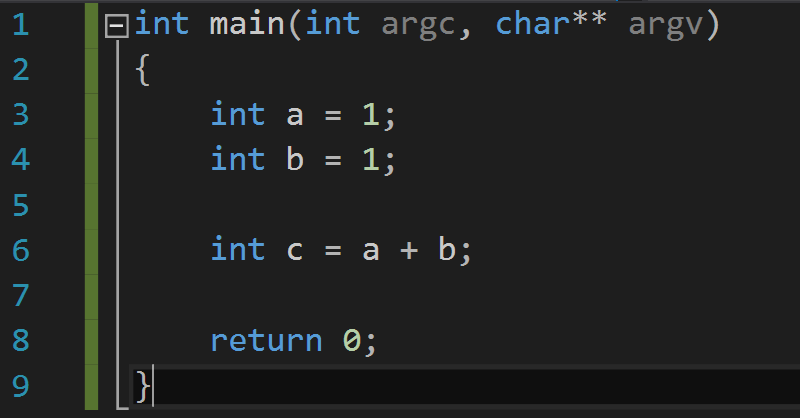 1 int main(int argc, char** argv)
2 {
3 int a = 1;
4 int b = 1;
5
6 int c = a + b;
7
8 return 0;
9 }